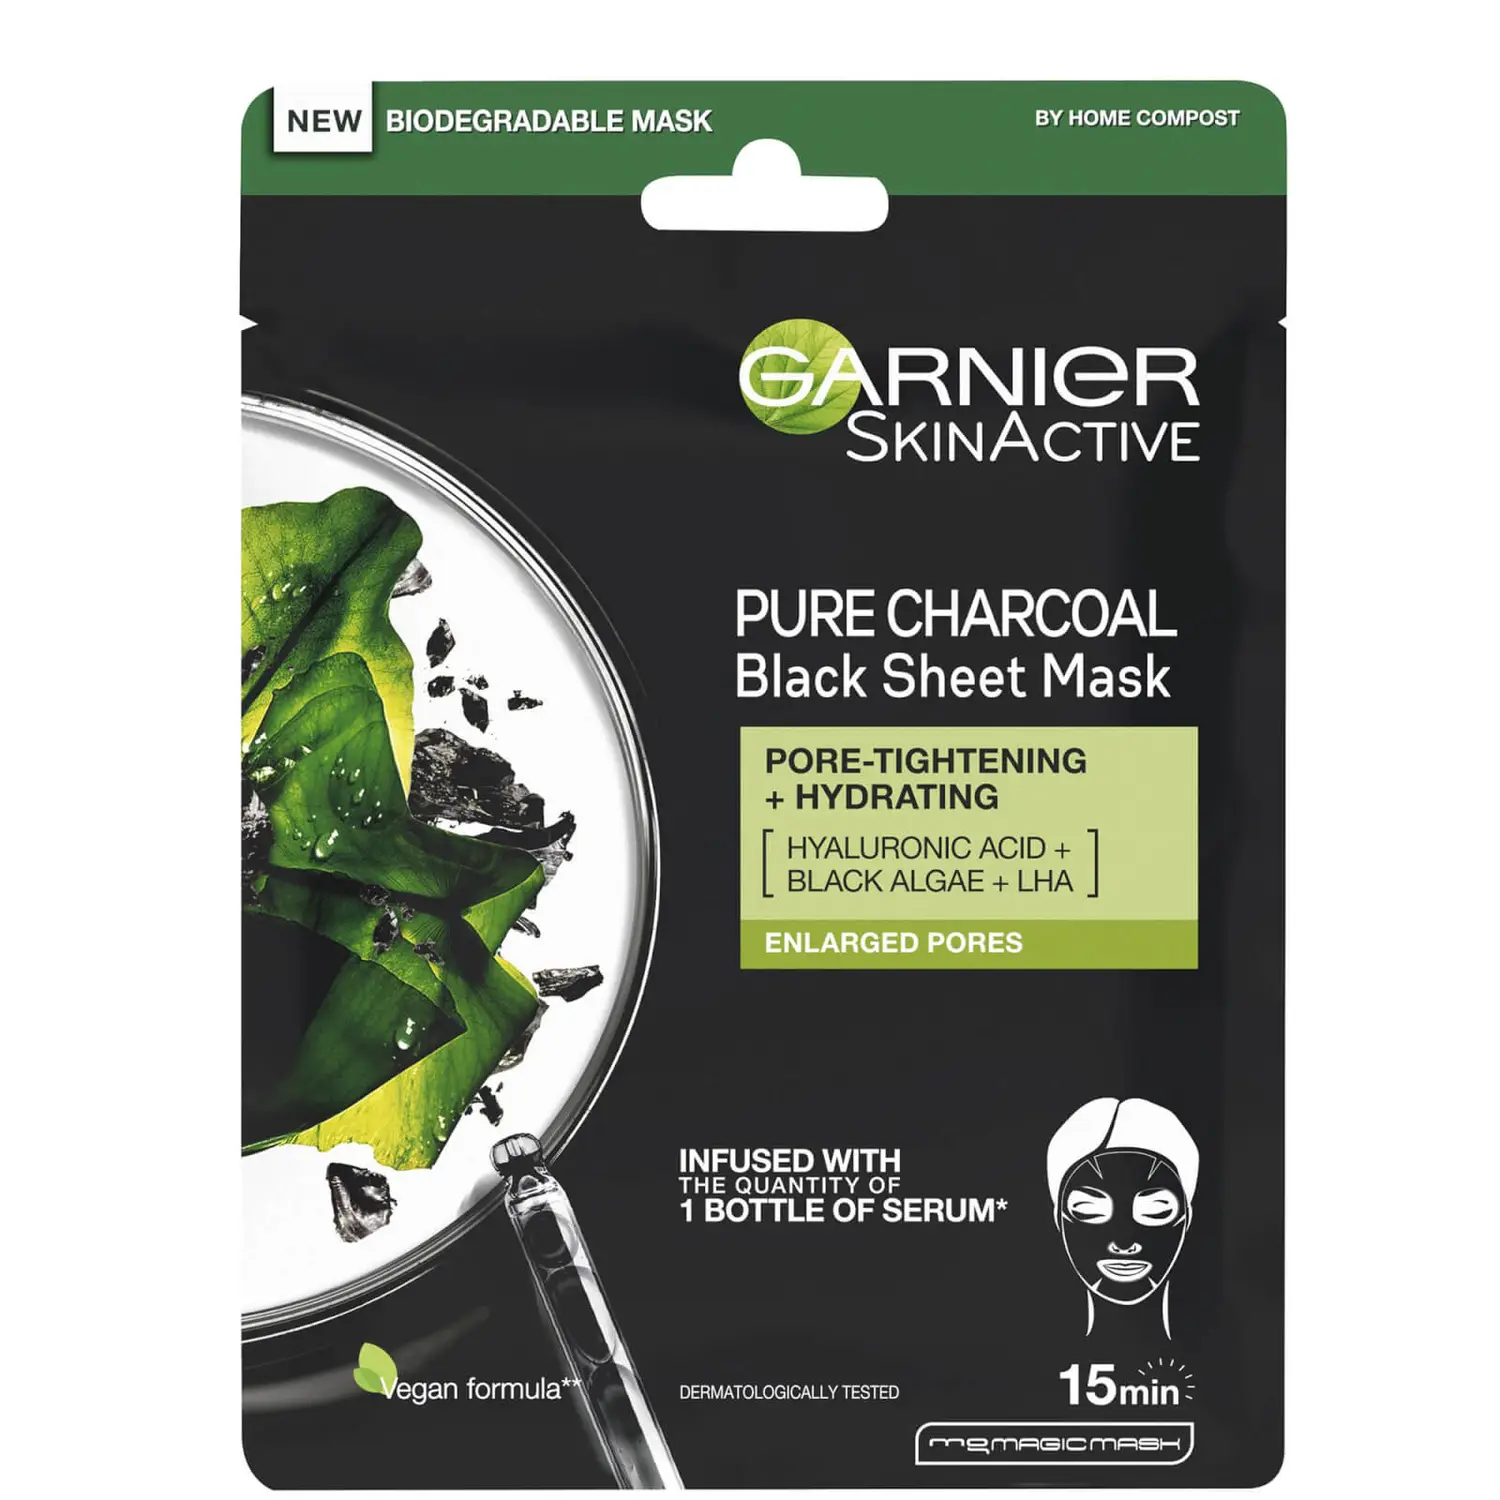 NEW BIODEGRADABLE MASK
BY HOME COMPOST
GARNIER
SKINACTIVE
PURE CHARCOAL
Black Sheet Mask
PORE-TIGHTENING
+ HYDRATING
[HYALURONIC ACID +
BLACK ALGAE + LHA]
ENLARGED PORES
INFUSED WITH
THE QUANTITY OF
1 BOTTLE OF SERUM*
Vegan formula**
DERMATOLOGICALLY TESTED
15min
MAGIC MASK